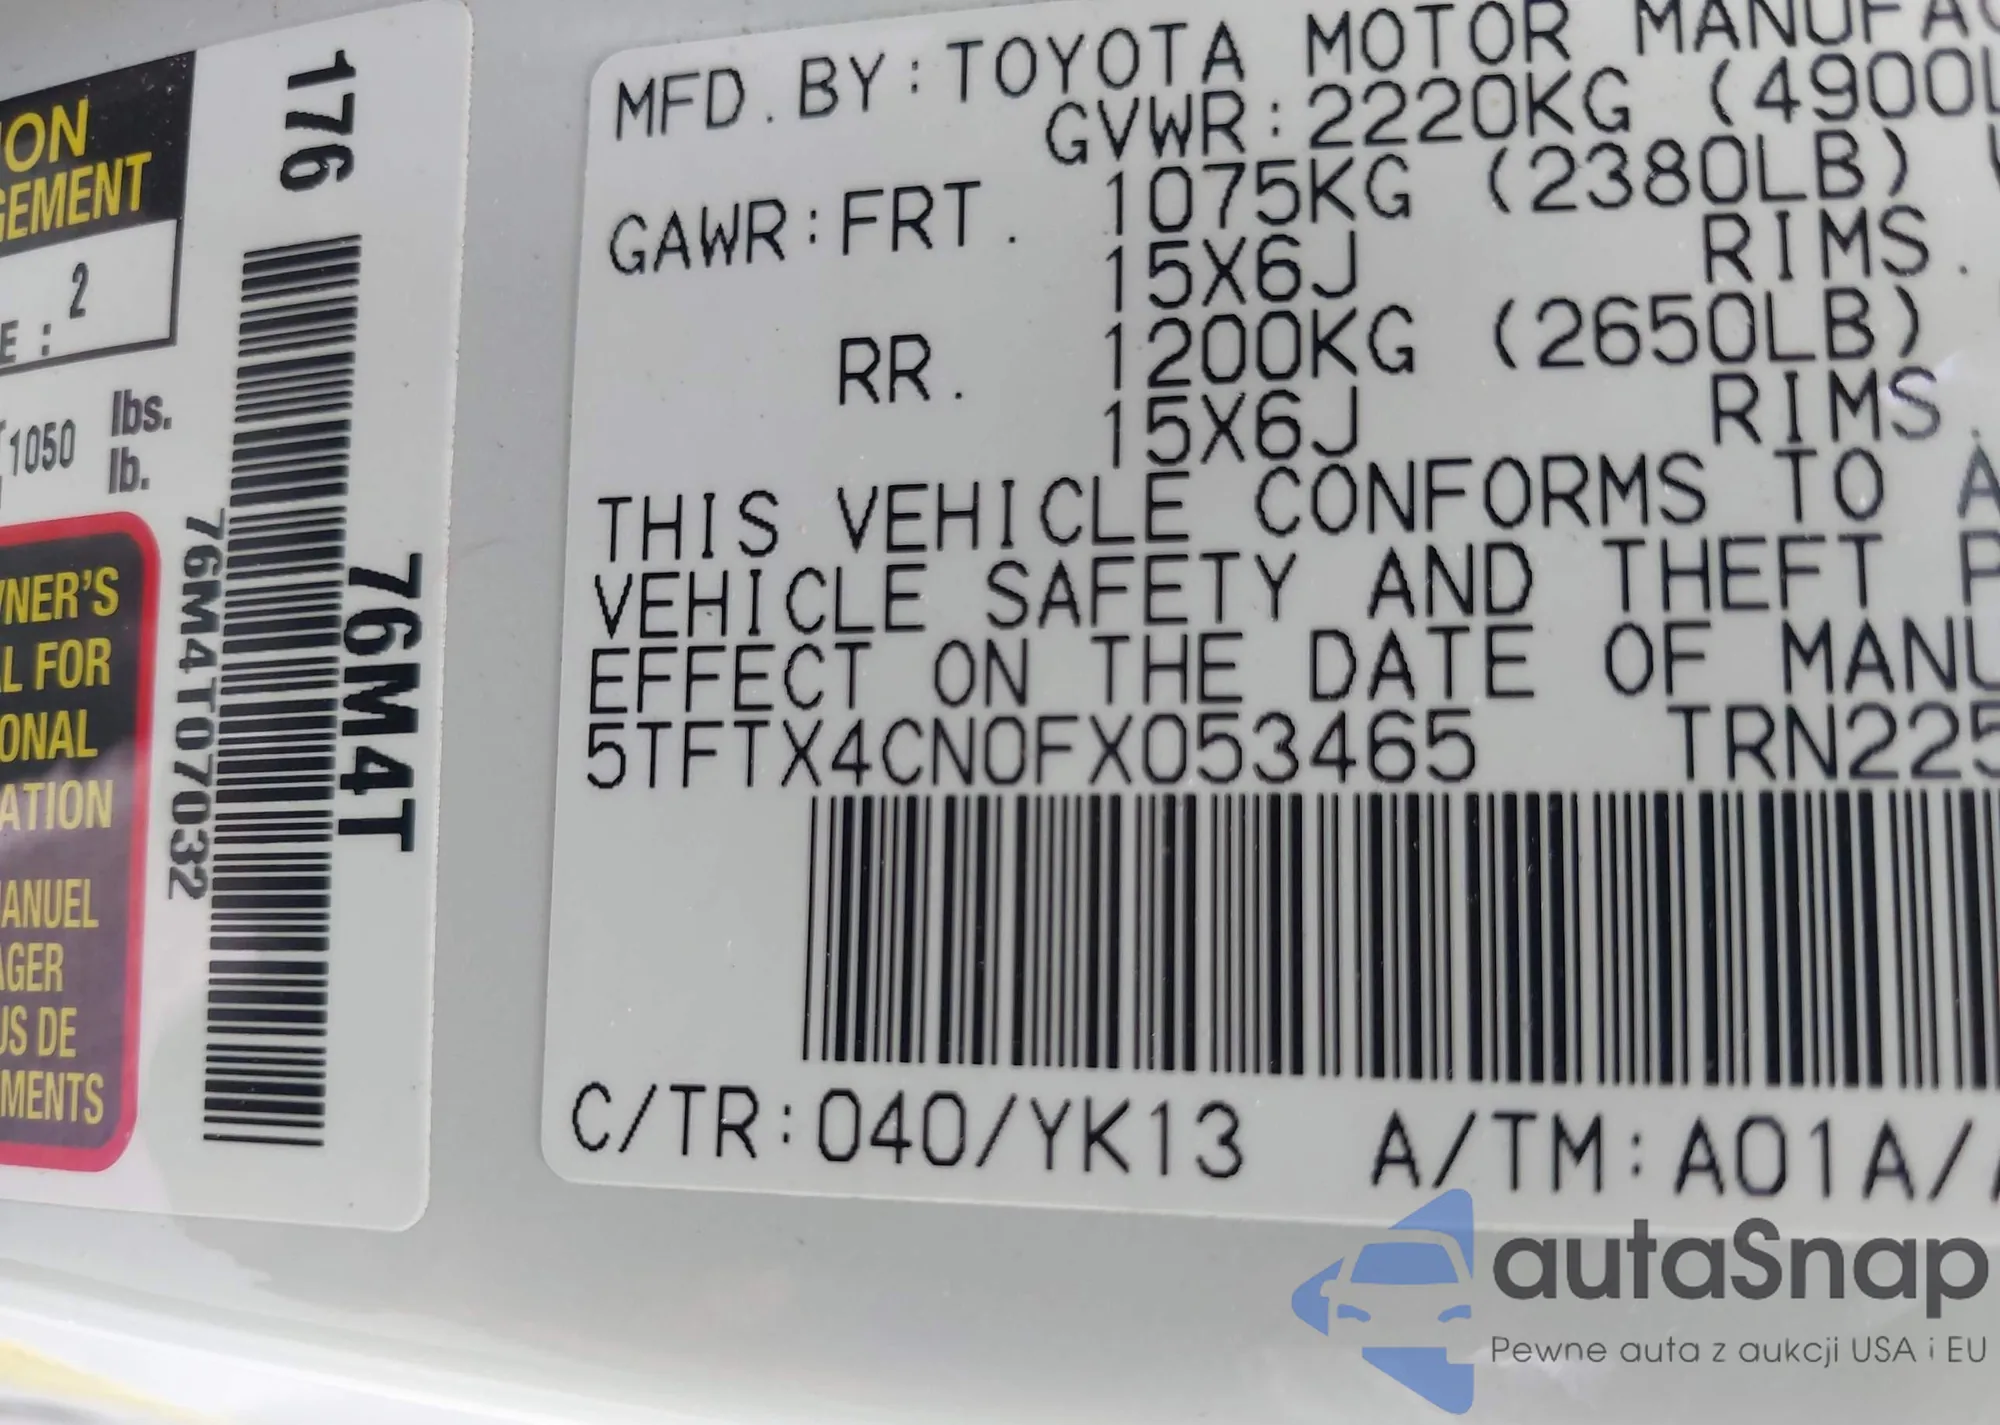 ION
GEMENT
2
E :
1050 lbs.
lb.
NER'S
L FOR
ONAL
ATION
ANUEL
AGER
US DE
MENTS
176
76M4T07032
76M4T
MFD.BY:TOYOTA MOTOR MANUFAC
GVWR:2220KG (4900L
GAWR:FRT. 1075KG (2380LB)
15X6J RIMS.
RR. 1200KG (2650LB)
15X6J RIMS.
THIS VEHICLE CONFORMS TO A
VEHICLE SAFETY AND THEFT P
EFFECT ON THE DATE OF MANU
5TFTX4CN0FX053465 TRN225
C/TR:040/YK13 A/TM:A01A/
autaSnap
Pewne auta z aukcji USA i EU